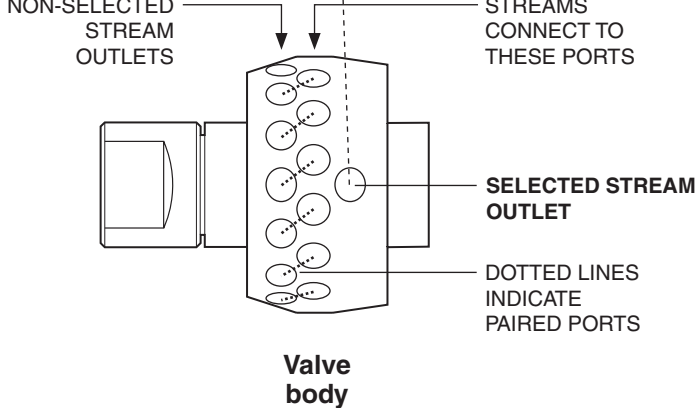 NON-SELECTED
STREAM
OUTLETS
STREAMS
CONNECT TO
THESE PORTS
SELECTED STREAM
OUTLET
DOTTED LINES
INDICATE
PAIRED PORTS
Valve
body